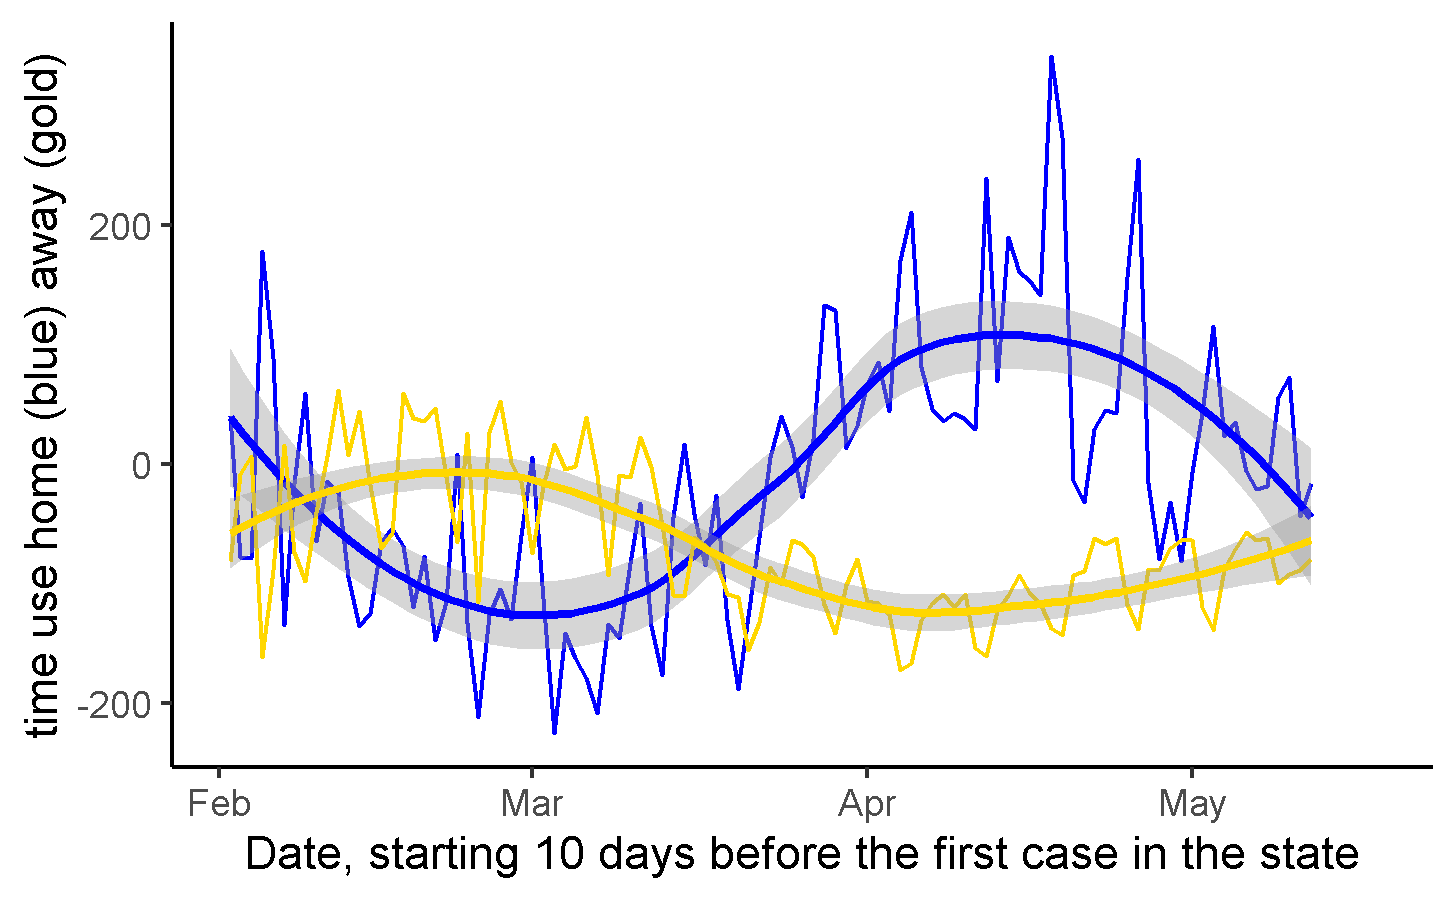 time use home (blue) away (gold)
200
0
-200
Feb
Mar
Apr
May
Date, starting 10 days before the first case in the state